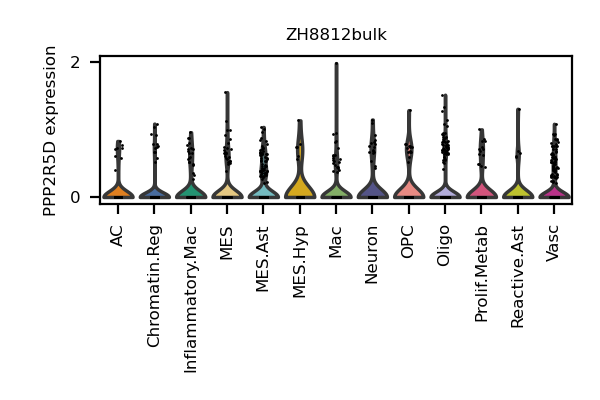 ZH8812bulk
PPP2R5D expression
2
0
AC
Chromatin.Reg
Inflammatory.Mac
MES
MES.Ast
MES.Hyp
Mac
Neuron
OPC
Oligo
Prolif.Metab
Reactive.Ast
Vasc